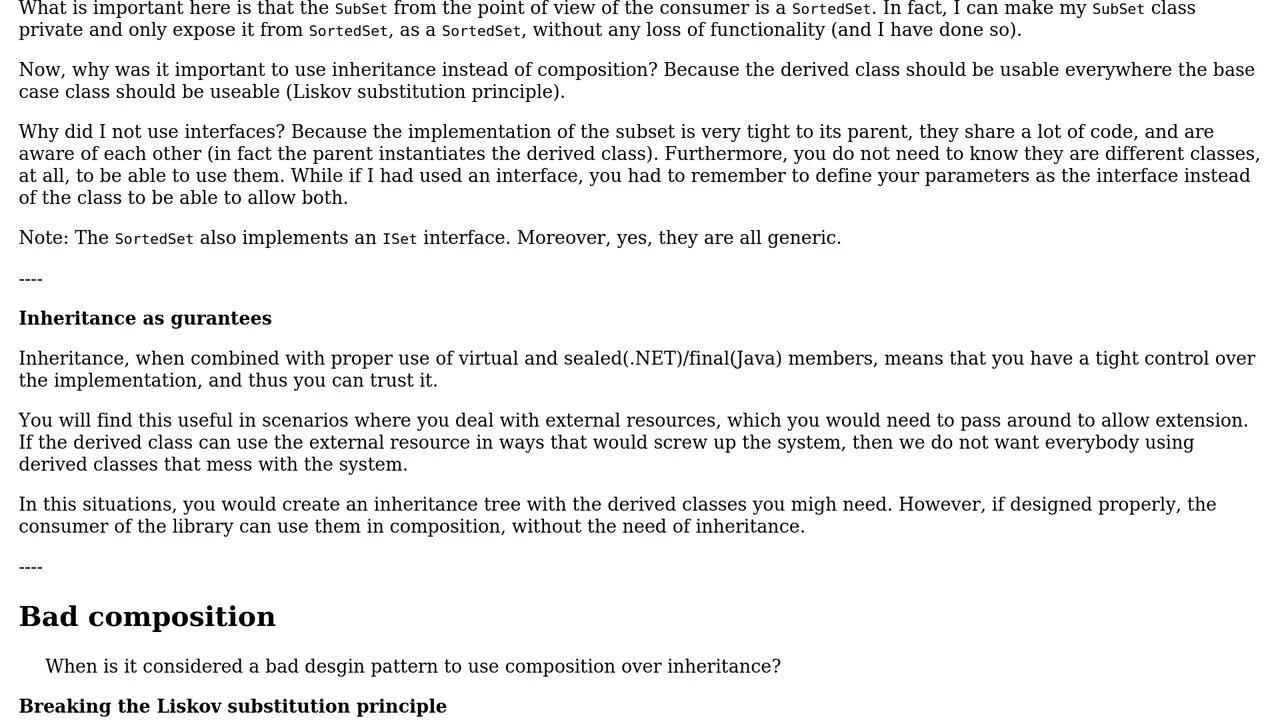 What is important here is that the SubSet from the point of view of the consumer is a SortedSet. In fact, I can make my SubSet class
private and only expose it from SortedSet, as a SortedSet, without any loss of functionality (and I have done so).
Now, why was it important to use inheritance instead of composition? Because the derived class should be usable everywhere the base
case class should be useable (Liskov substitution principle).
Why did I not use interfaces? Because the implementation of the subset is very tight to its parent, they share a lot of code, and are
aware of each other (in fact the parent instantiates the derived class). Furthermore, you do not need to know they are different classes,
at all, to be able to use them. While if I had used an interface, you had to remember to define your parameters as the interface instead
of the class to be able to allow both.
Note: The SortedSet also implements an ISet interface. Moreover, yes, they are all generic.
----
Inheritance as gurantees
Inheritance, when combined with proper use of virtual and sealed(.NET)/final(Java) members, means that you have a tight control over
the implementation, and thus you can trust it.
You will find this useful in scenarios where you deal with external resources, which you would need to pass around to allow extension.
If the derived class can use the external resource in ways that would screw up the system, then we do not want everybody using
derived classes that mess with the system.
In this situations, you would create an inheritance tree with the derived classes you migh need. However, if designed properly, the
consumer of the library can use them in composition, without the need of inheritance.
----
Bad composition
When is it considered a bad desgin pattern to use composition over inheritance?
Breaking the Liskov substitution principle